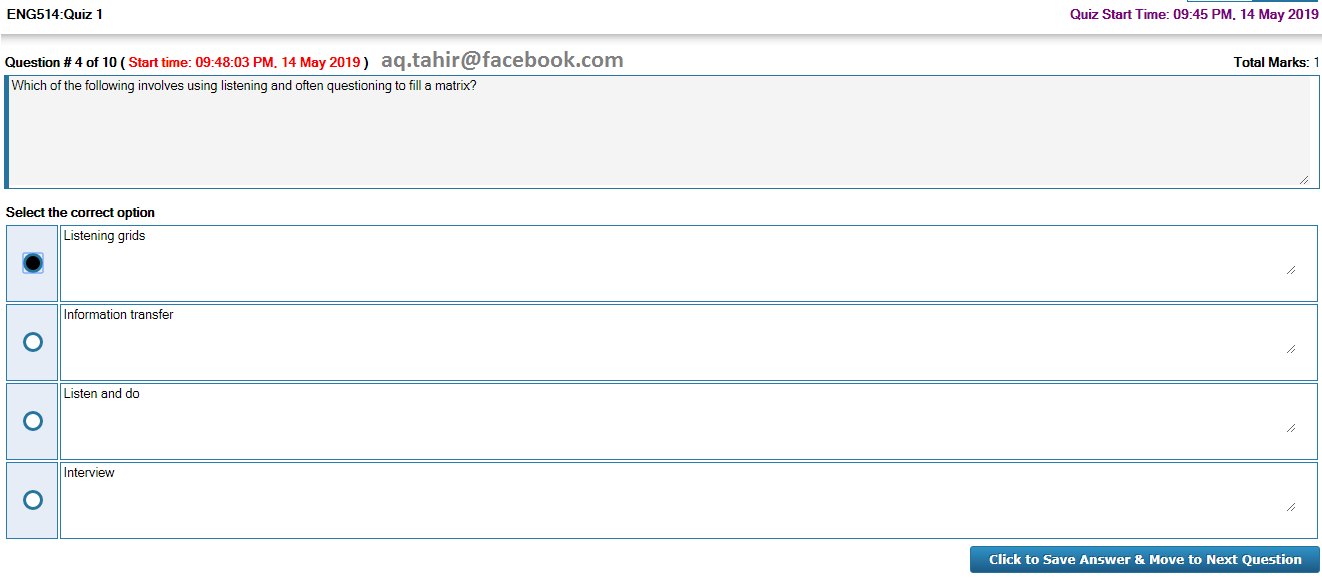 ENG514:Quiz 1
Quiz Start Time: 09:45 PM, 14 May 2019
Question # 4 of 10 ( Start time: 09:48:03 PM, 14 May 2019 ) aq.tahir@facebook.com
Total Marks: 1
Which of the following involves using listening and often questioning to fill a matrix?
Select the correct option
Listening grids
Information transfer
Listen and do
Interview
Click to Save Answer & Move to Next Question